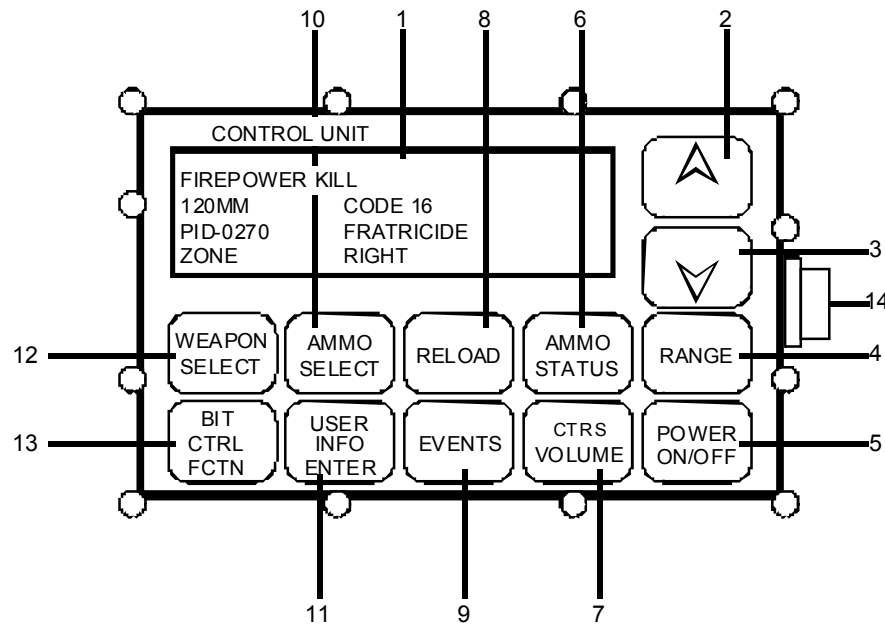 10 1 8 6 2
CONTROL UNIT
FIREPOWER KILL
120MM CODE 16
PID-0270 FRATRICIDE
ZONE RIGHT
3
14
WEAPON
SELECT
AMMO
SELECT
RELOAD
AMMO
STATUS
RANGE
12
4
BIT
CTRL
FCTN
USER
INFO
ENTER
EVENTS
CTRS
VOLUME
POWER
ON/OFF
13
5
11 9 7